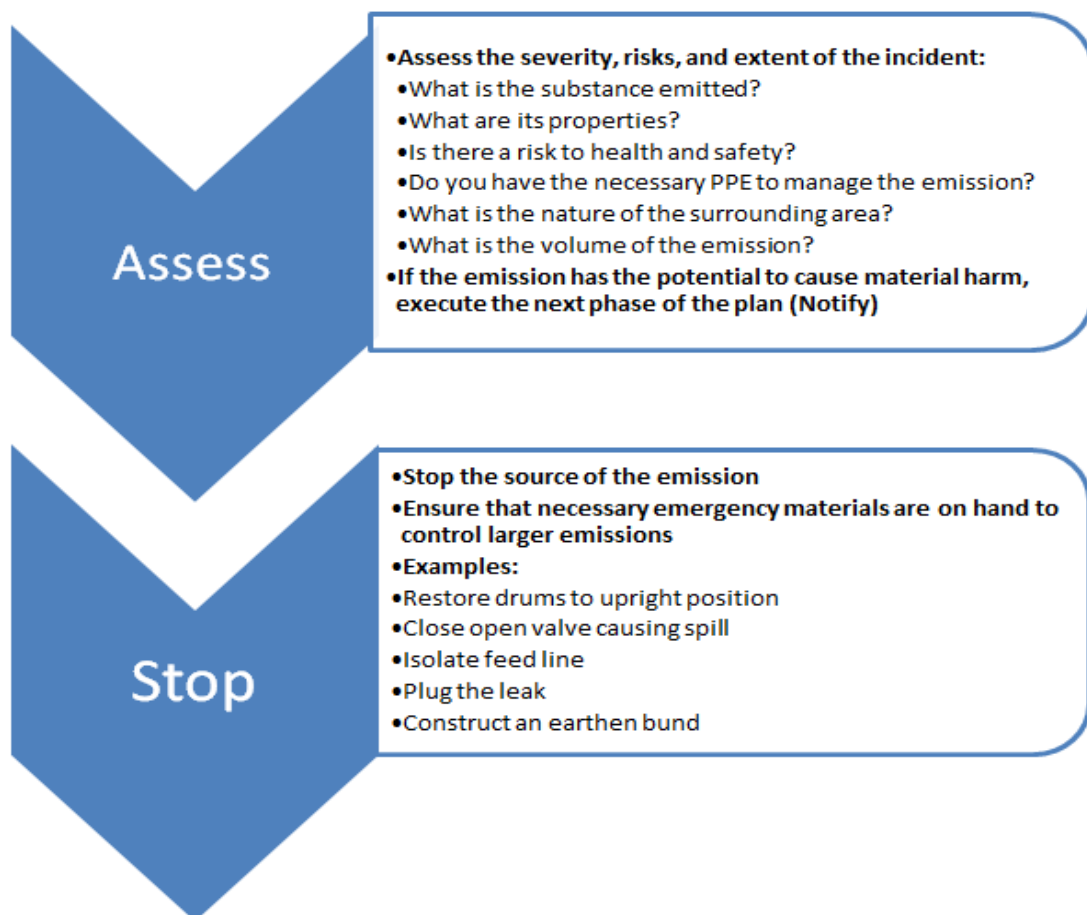 Assess
•Assess the severity, risks, and extent of the incident:
•What is the substance emitted?
•What are its properties?
•Is there a risk to health and safety?
•Do you have the necessary PPE to manage the emission?
•What is the nature of the surrounding area?
•What is the volume of the emission?
•If the emission has the potential to cause material harm,
execute the next phase of the plan (Notify)
Stop
•Stop the source of the emission
•Ensure that necessary emergency materials are on hand to
control larger emissions
•Examples:
•Restore drums to upright position
•Close open valve causing spill
•Isolate feed line
•Plug the leak
•Construct an earthen bund